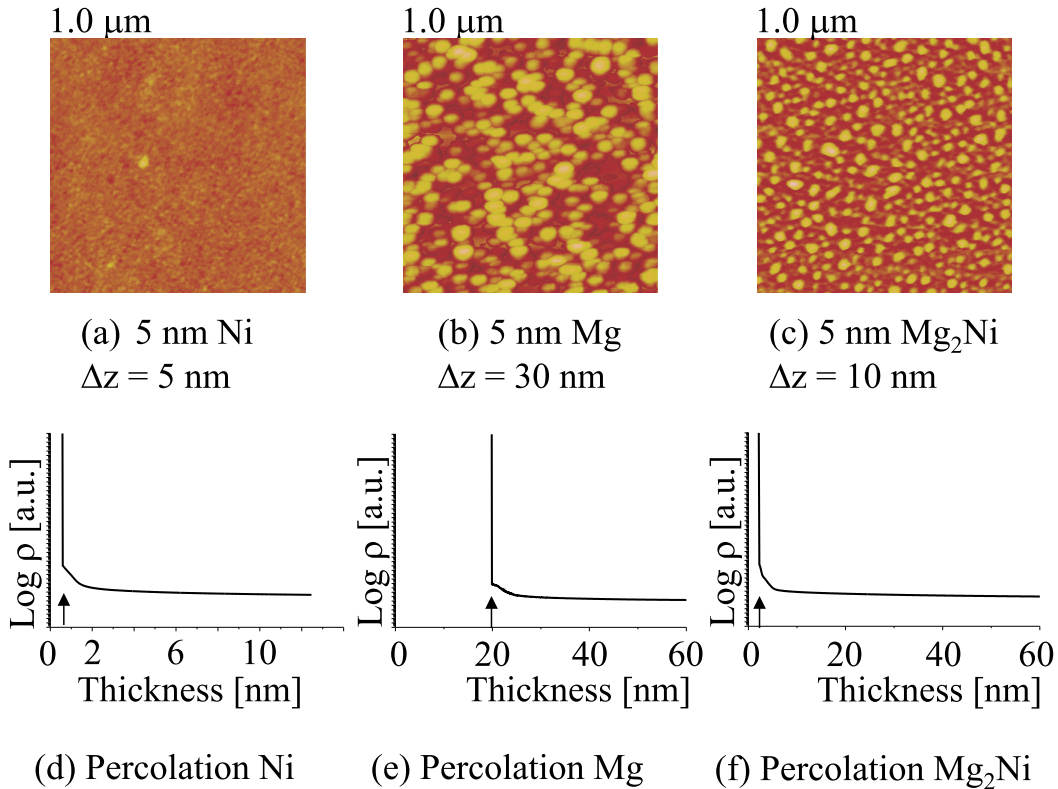 1.0 μm 1.0 μm 1.0 μm
(a) 5 nm Ni (b) 5 nm Mg (c) 5 nm Mg₂Ni
Δz = 5 nm Δz = 30 nm Δz = 10 nm
Log ρ [a.u.] Log ρ [a.u.] Log ρ [a.u.]
0 2 6 10 0 20 40 60 0 20 40 60
Thickness [nm] Thickness [nm] Thickness [nm]
(d) Percolation Ni (e) Percolation Mg (f) Percolation Mg₂Ni